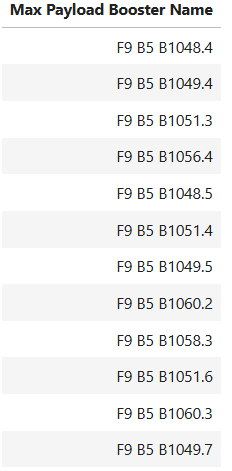 Max Payload Booster Name
F9 B5 B1048.4
F9 B5 B1049.4
F9 B5 B1051.3
F9 B5 B1056.4
F9 B5 B1048.5
F9 B5 B1051.4
F9 B5 B1049.5
F9 B5 B1060.2
F9 B5 B1058.3
F9 B5 B1051.6
F9 B5 B1060.3
F9 B5 B1049.7